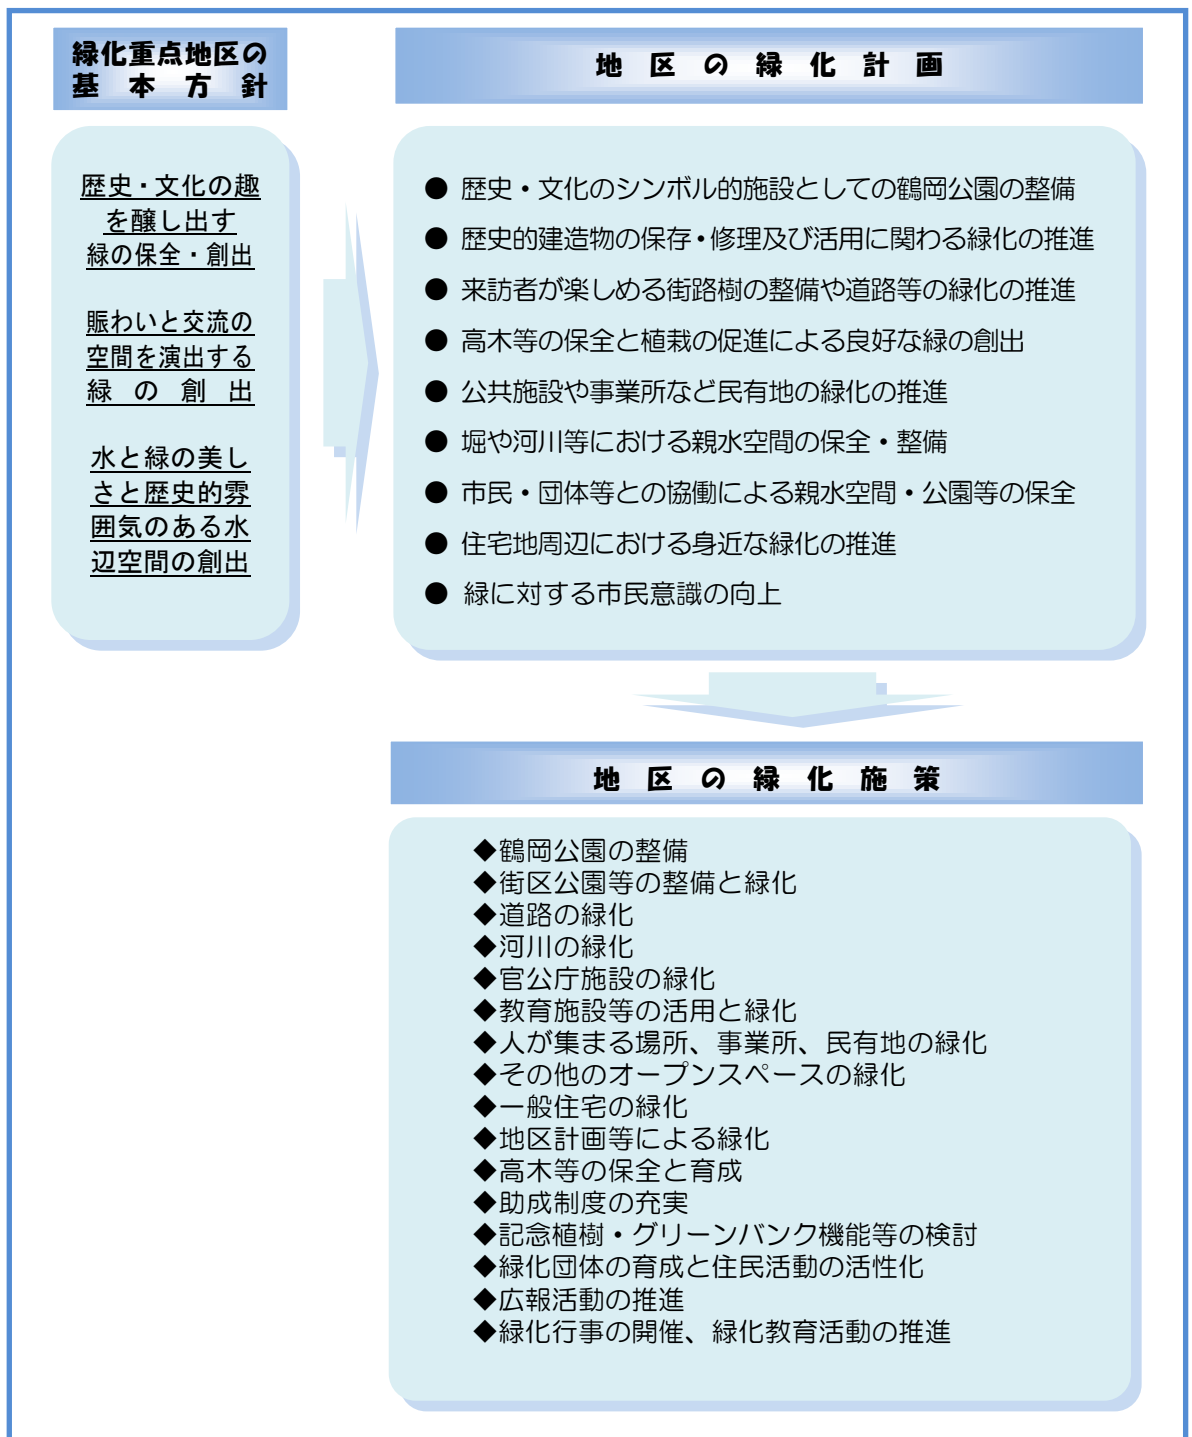 緑化重点地区の
基本方針
地区の緑化計画
歴史・文化の趣
を醸し出す
緑の保全・創出
賑わいと交流の
空間を演出する
緑の創出
水と緑の美し
さと歴史的雰
囲気のある水
辺空間の創出
● 歴史・文化のシンボル的施設としての鶴岡公園の整備
● 歴史的建造物の保存・修理及び活用に関わる緑化の推進
● 来訪者が楽しめる街路樹の整備や道路等の緑化の推進
● 高木等の保全と植栽の促進による良好な緑の創出
● 公共施設や事業所など民有地の緑化の推進
● 堀や河川等における親水空間の保全・整備
● 市民・団体等との協働による親水空間・公園等の保全
● 住宅地周辺における身近な緑化の推進
● 緑に対する市民意識の向上
地区の緑化施策
◆鶴岡公園の整備
◆街区公園等の整備と緑化
◆道路の緑化
◆河川の緑化
◆官公庁施設の緑化
◆教育施設等の活用と緑化
◆人が集まる場所、事業所、民有地の緑化
◆その他のオープンスペースの緑化
◆一般住宅の緑化
◆地区計画等による緑化
◆高木等の保全と育成
◆助成制度の充実
◆記念植樹・グリーンバンク機能等の検討
◆緑化団体の育成と住民活動の活性化
◆広報活動の推進
◆緑化行事の開催、緑化教育活動の推進